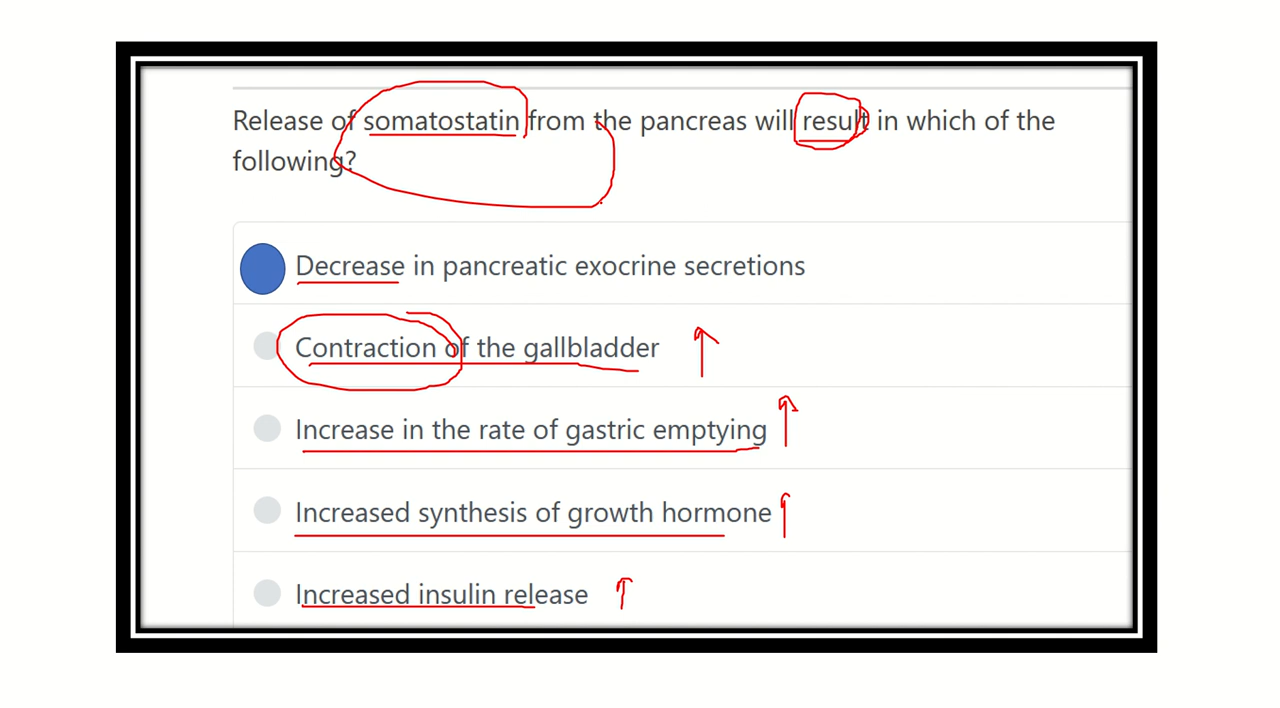 Release of somatostatin from the pancreas will result in which of the
following?
Decrease in pancreatic exocrine secretions
Contraction of the gallbladder
Increase in the rate of gastric emptying
Increased synthesis of growth hormone
Increased insulin release